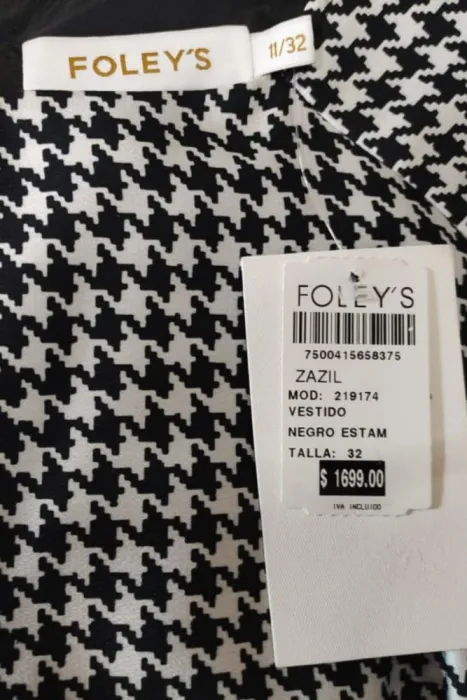 FOLEY'S
11/32
FOLEY'S
7500415658375
ZAZIL
MOD: 219174
VESTIDO
NEGRO ESTAM
TALLA: 32
$ 1699.00
IVA INCLUIDO